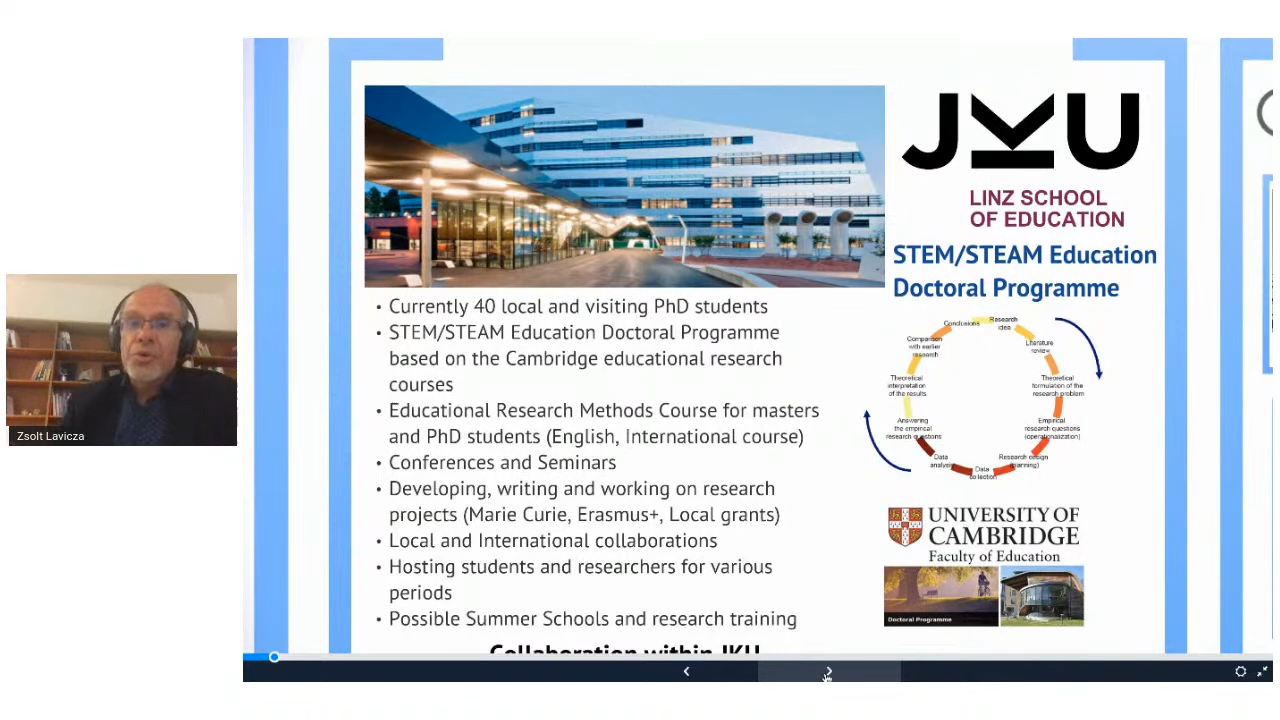 JKU
LINZ SCHOOL
OF EDUCATION
STEM/STEAM Education
Doctoral Programme
• Currently 40 local and visiting PhD students
• STEM/STEAM Education Doctoral Programme
based on the Cambridge educational research
courses
• Educational Research Methods Course for masters
and PhD students (English, International course)
• Conferences and Seminars
• Developing, writing and working on research
projects (Marie Curie, Erasmus+, Local grants)
• Local and International collaborations
• Hosting students and researchers for various
periods
• Possible Summer Schools and research training
Collaboration within JKU
Research
idea
Literature
review
Theoretical
formulation of the
research problem
Empirical
research questions
(operationalization)
Research design
(planning)
Data
collection
Data
analysis
Answering
the empirical
research questions
Theoretical
interpretation
of the results
Comparison
with earlier
research
Conclusions
UNIVERSITY OF
CAMBRIDGE
Faculty of Education
Doctoral Programme
Zsolt Lavicza